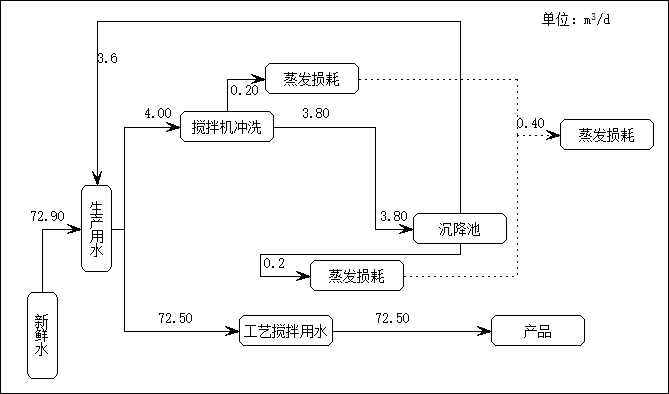 单位：m³/d
3.6
蒸发损耗
0.20
4.00
搅拌机冲洗
3.80
0.40
蒸发损耗
72.90
生产用水
3.80
沉降池
0.2
蒸发损耗
新鲜水
72.50
工艺搅拌用水
72.50
产品